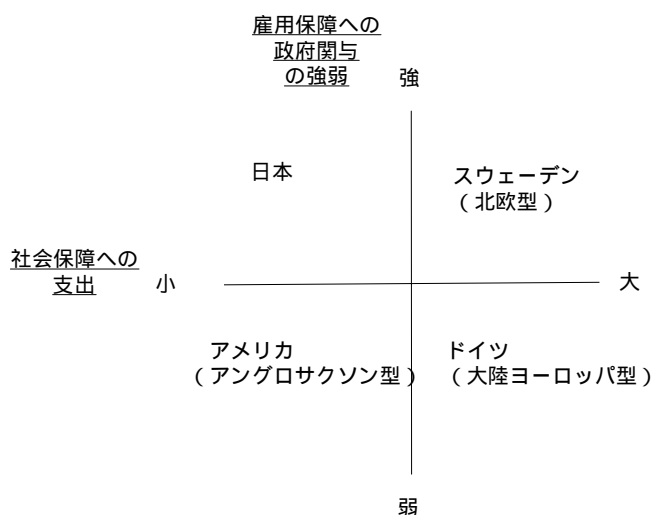 雇用保障への
政府関与
の強弱
強
日本
スウェーデン
（北欧型）
社会保障への
支出
小
大
アメリカ
（アングロサクソン型）
ドイツ
（大陸ヨーロッパ型）
弱